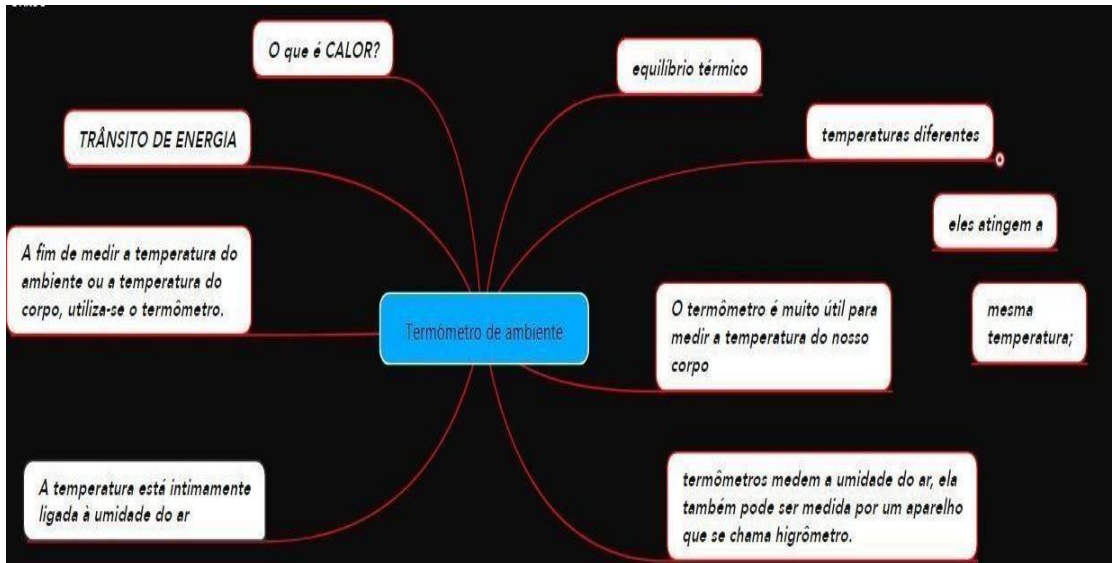 O que é CALOR?
equilíbrio térmico
TRÂNSITO DE ENERGIA
temperaturas diferentes
eles atingem a
A fim de medir a temperatura do
ambiente ou a temperatura do
corpo, utiliza-se o termômetro.
Termômetro de ambiente
O termômetro é muito útil para
medir a temperatura do nosso
corpo
mesma
temperatura;
A temperatura está intimamente
ligada à umidade do ar
termômetros medem a umidade do ar, ela
também pode ser medida por um aparelho
que se chama higrômetro.